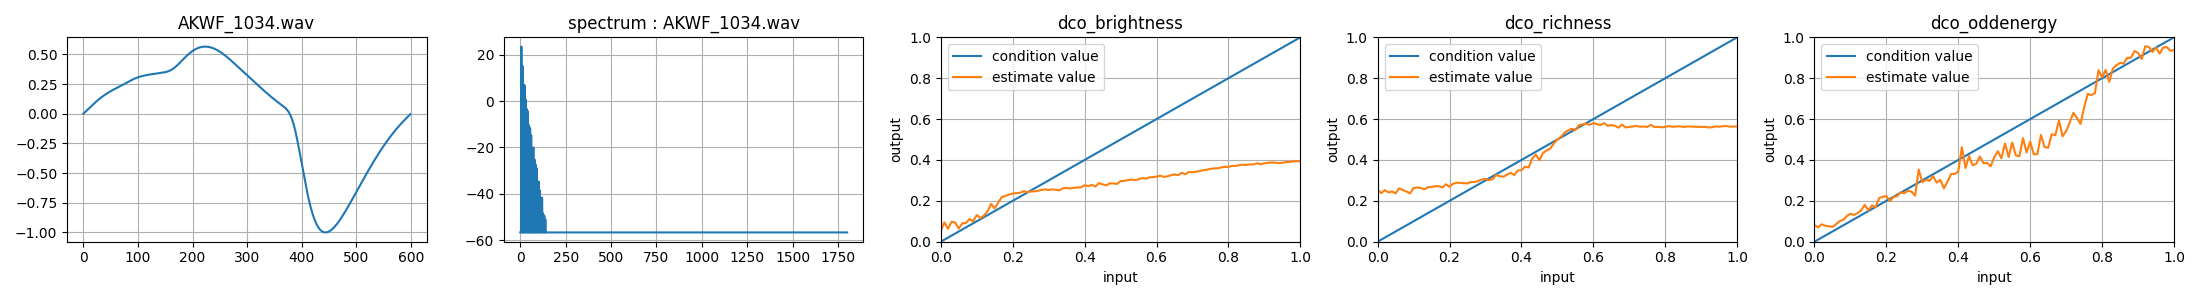 AKWF_1034.wav
0.50
0.25
0.00
−0.25
−0.50
−0.75
−1.00
0 100 200 300 400 500 600
spectrum : AKWF_1034.wav
20
0
−20
−40
−60
0 250 500 750 1000 1250 1500 1750
dco_brightness
condition value
estimate value
output
1.0
0.8
0.6
0.4
0.2
0.0
0.0 0.2 0.4 0.6 0.8 1.0
input
dco_richness
condition value
estimate value
output
1.0
0.8
0.6
0.4
0.2
0.0
0.0 0.2 0.4 0.6 0.8 1.0
input
dco_oddenergy
condition value
estimate value
output
1.0
0.8
0.6
0.4
0.2
0.0
0.0 0.2 0.4 0.6 0.8 1.0
input